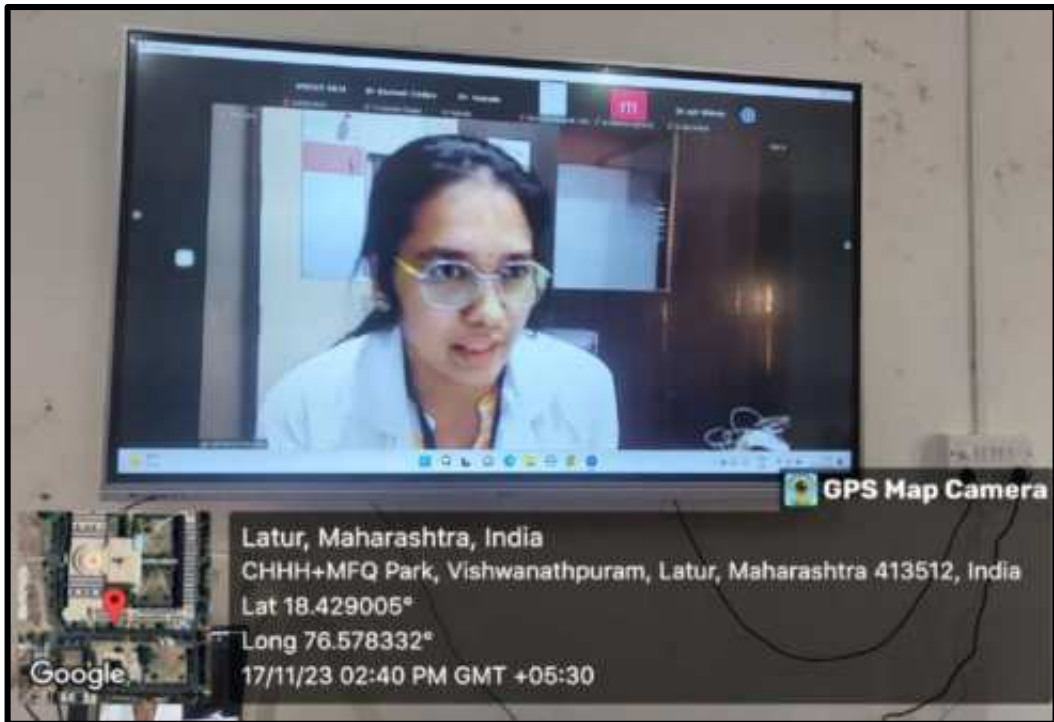 m
GPS Map Camera
Latur, Maharashtra, India
CHHH+MFQ Park, Vishwanathpuram, Latur, Maharashtra 413512, India
Lat 18.429005°
Long 76.578332°
17/11/23 02:40 PM GMT +05:30
Google